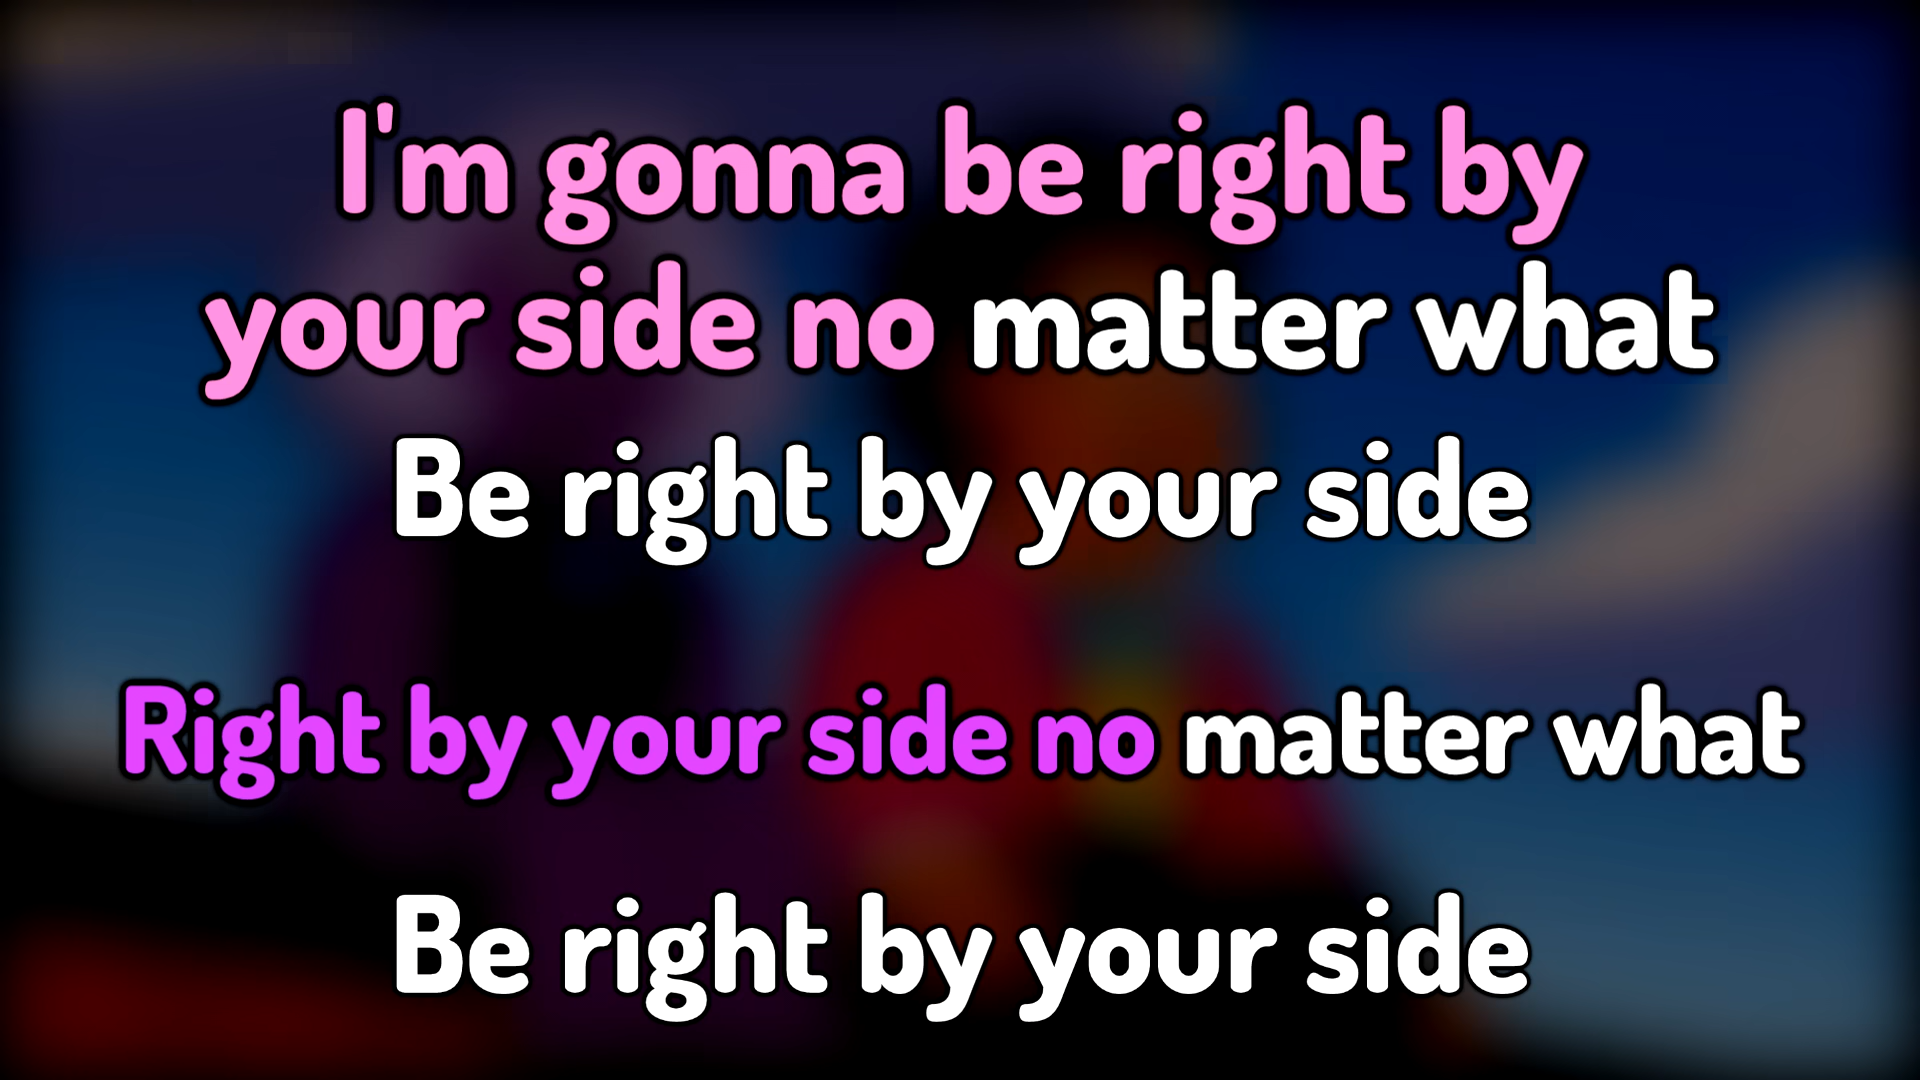 I'm gonna be right by
your side no matter what
Be right by your side
Right by your side no matter what
Be right by your side